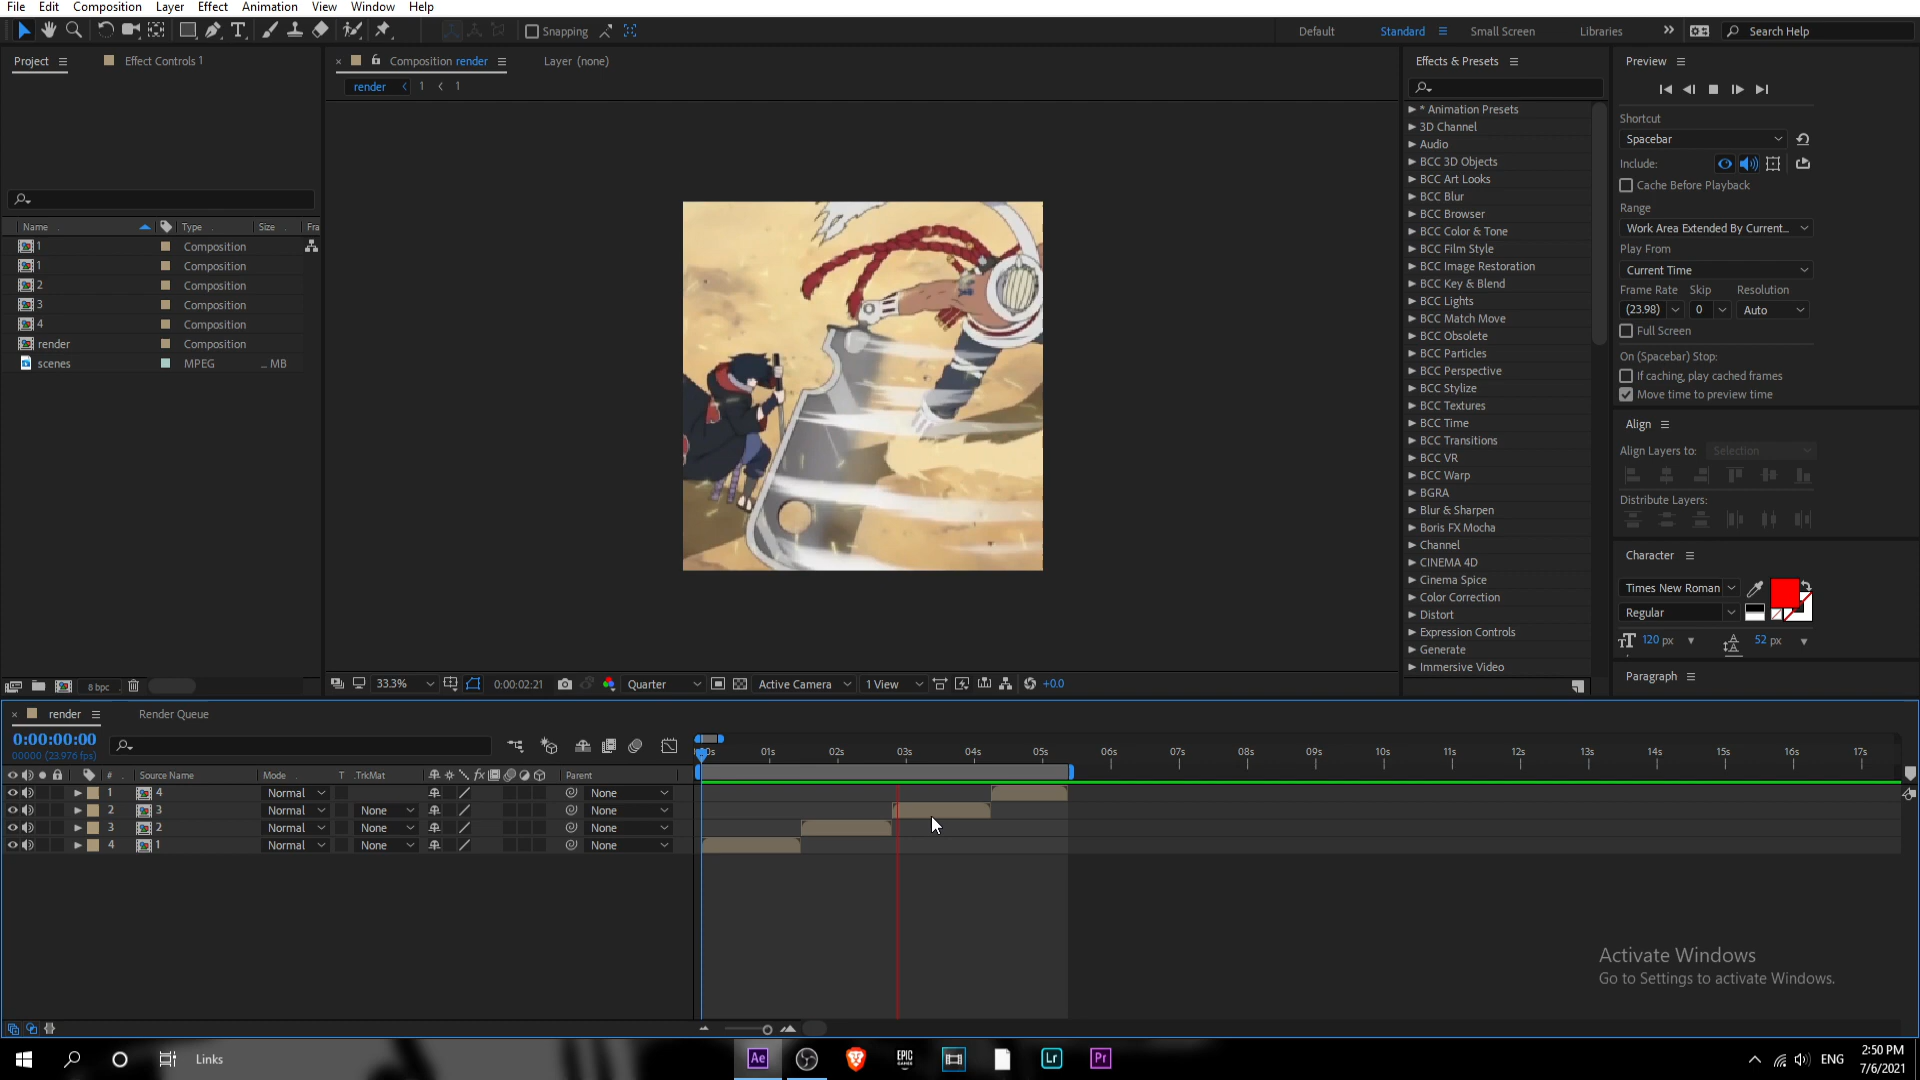 File Edit Composition Layer Effect Animation View Window Help
Snapping Default Standard Small Screen Libraries Search Help
Project Effect Controls 1
Name Type Size Fra
1 Composition
1 Composition
2 Composition
3 Composition
4 Composition
render Composition
scenes MPEG ... MB
8 bpc
Composition render Layer (none)
render 1 1
33.3% 0:00:02:21 Quarter Active Camera 1 View +0.0
Effects & Presets
* Animation Presets
3D Channel
Audio
BCC 3D Objects
BCC Art Looks
BCC Blur
BCC Browser
BCC Color & Tone
BCC Film Style
BCC Image Restoration
BCC Key & Blend
BCC Lights
BCC Match Move
BCC Obsolete
BCC Particles
BCC Perspective
BCC Stylize
BCC Textures
BCC Time
BCC Transitions
BCC VR
BCC Warp
BGRA
Blur & Sharpen
Boris FX Mocha
Channel
CINEMA 4D
Cinema Spice
Color Correction
Distort
Expression Controls
Generate
Immersive Video
Preview
Shortcut
Spacebar
Include:
Cache Before Playback
Range
Work Area Extended By Current...
Play From
Current Time
Frame Rate Skip Resolution
(23.98) 0 Auto
Full Screen
On (Spacebar) Stop:
If caching, play cached frames
Move time to preview time
Align
Align Layers to: Selection
Distribute Layers:
Character
Times New Roman
Regular
120 px 52 px
Paragraph
render Render Queue
0:00:00:00
00000 (23.976 fps)
01s 02s 03s 04s 05s 06s 07s 08s 09s 10s 11s 12s 13s 14s 15s 16s 17s
# Source Name Mode T .TrkMat Parent
1 4 Normal None
2 3 Normal None None
3 2 Normal None None
4 1 Normal None None
Activate Windows
Go to Settings to activate Windows.
Links Ae EPIC GAMES Lr Pr ENG 2:50 PM
7/6/2021